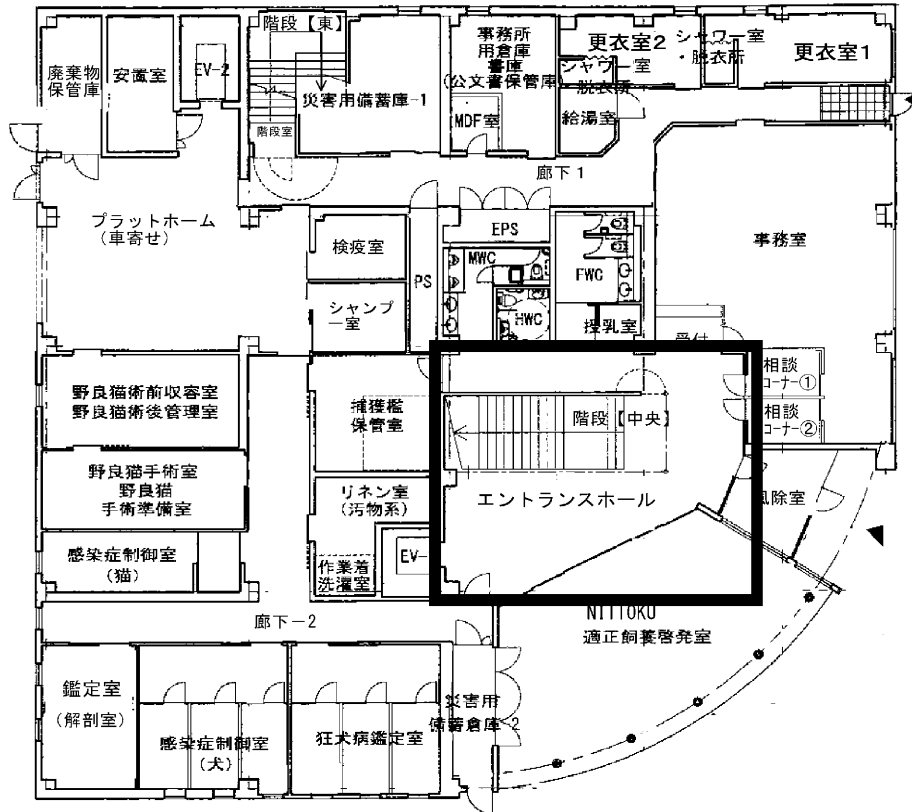 階段【東】
事務所
用倉庫
書庫
(公文書保管庫)
更衣室2
シャワー室
・脱衣所
更衣室1
廃棄物
保管庫
安置室
EV-2
災害用備蓄庫-1
シャワー室
・脱衣所
MDF室
給湯室
階段室
廊下1
プラットホーム
(車寄せ)
検疫室
EPS
事務室
PS
MWC
FWC
シャンプ
ー室
HWC
授乳室
受付
野良猫術前収容室
野良猫術後管理室
捕獲檻
保管室
階段【中央】
相談
コーナー①
相談
コーナー②
野良猫手術室
野良猫
手術準備室
リネン室
(汚物系)
エントランスホール
風除室
感染症制御室
(猫)
作業着
洗濯室
EV-
廊下-2
NITTOKU
適正飼養啓発室
鑑定室
(解剖室)
感染症制御室
(犬)
狂犬病鑑定室
災害用
備蓄倉庫-2